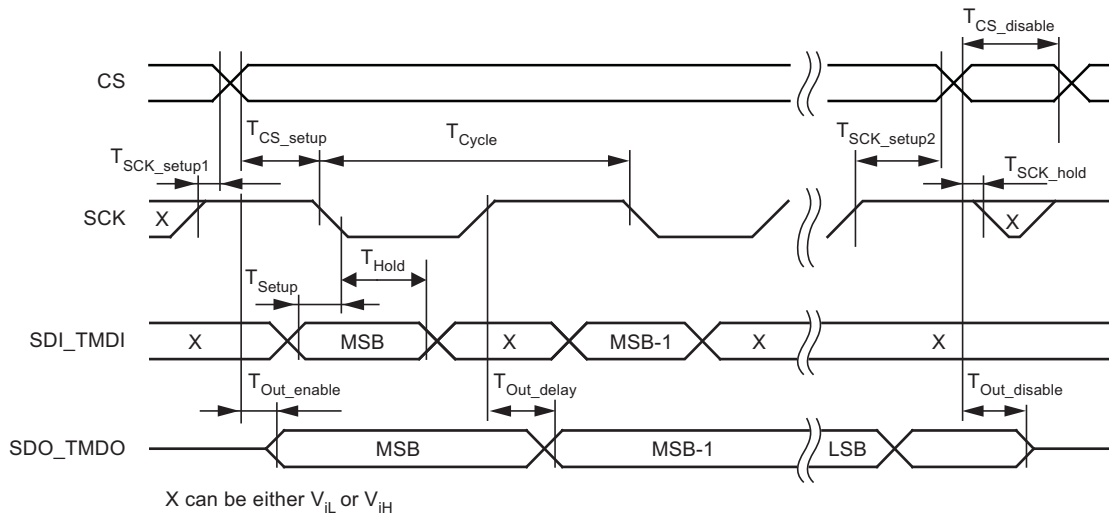 T_CS_disable
CS
T_CS_setup
T_Cycle
T_SCK_setup2
T_SCK_setup1
T_SCK_hold
SCK
X
X
T_Hold
T_Setup
SDI_TMDI
X
MSB
X
MSB-1
X
X
T_Out_enable
T_Out_delay
T_Out_disable
SDO_TMDO
MSB
MSB-1
LSB
X can be either V_iL or V_iH